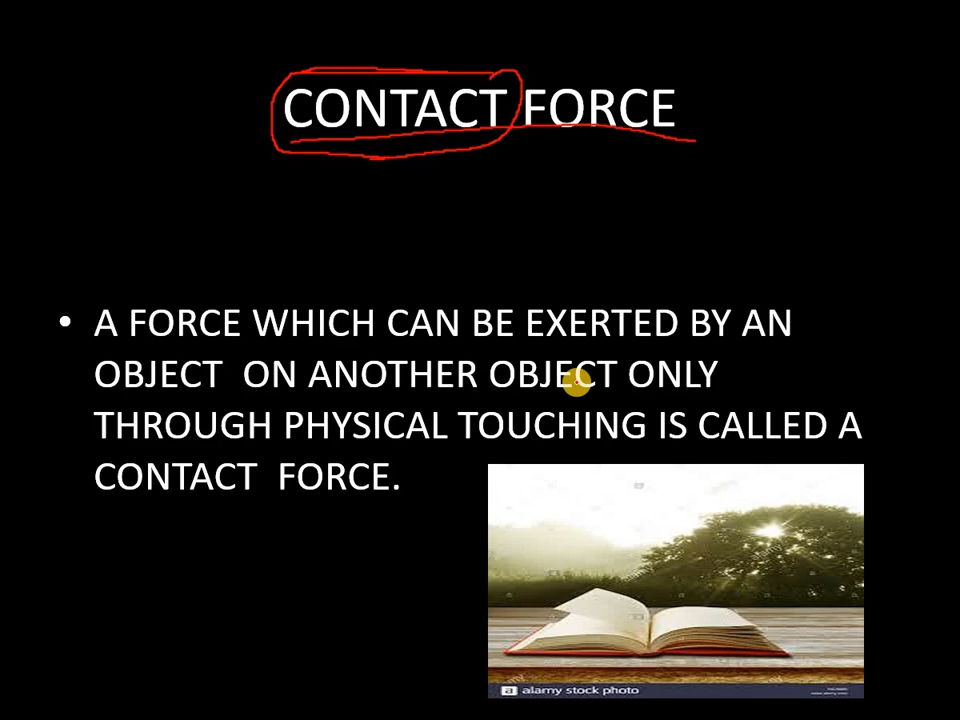 CONTACT FORCE
• A FORCE WHICH CAN BE EXERTED BY AN
OBJECT ON ANOTHER OBJECT ONLY
THROUGH PHYSICAL TOUCHING IS CALLED A
CONTACT FORCE.
a alamy stock photo